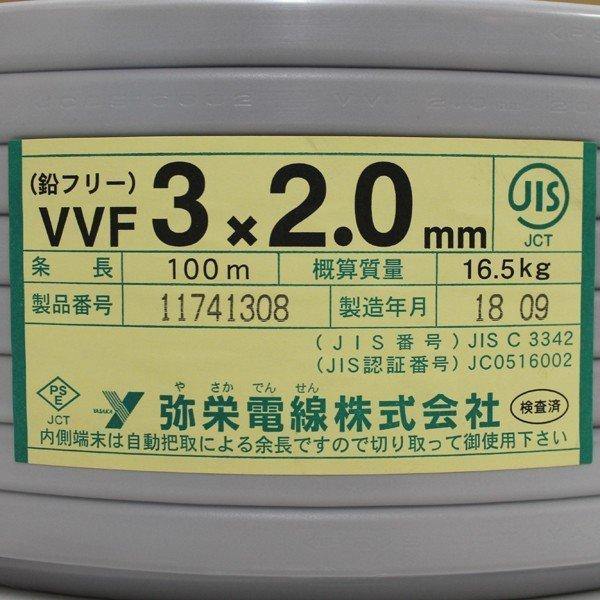 (鉛フリー)
VVF 3×2.0mm
JIS
JCT
条長 100m 概算質量 16.5kg
製品番号 11741308 製造年月 18 09
(JIS番号) JIS C 3342
(JIS認証番号) JC0516002
PS
E
JCT
YASAKA
や さか でん せん
弥栄電線株式会社
検査済
内側端末は自動把取による余長ですので切り取って御使用下さい